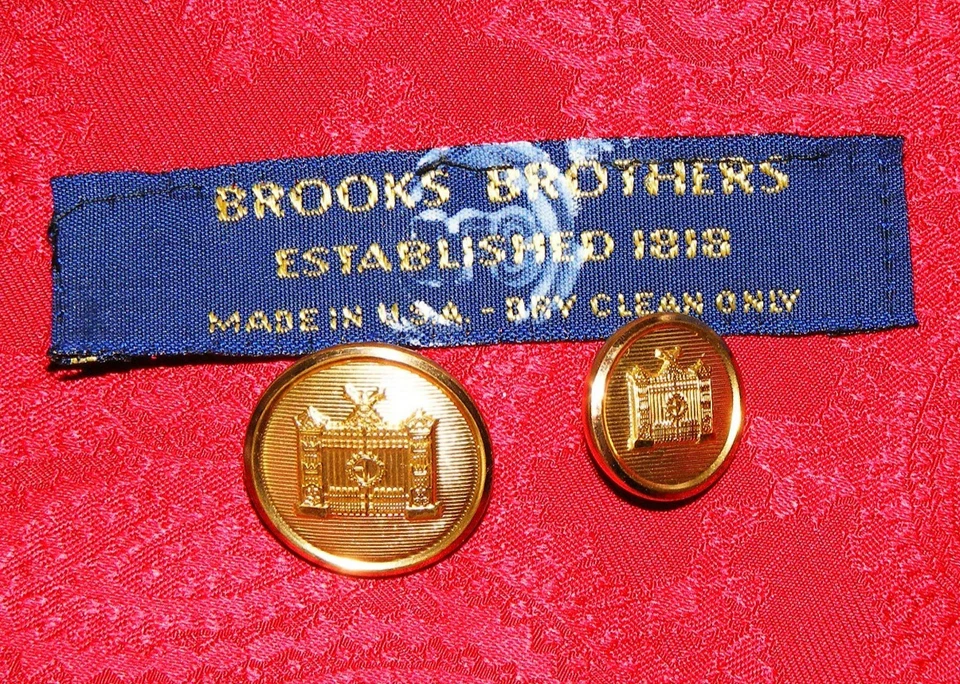 BROOKS BROTHERS
ESTABLISHED 1818
MADE IN U.S.A. - DRY CLEAN ONLY